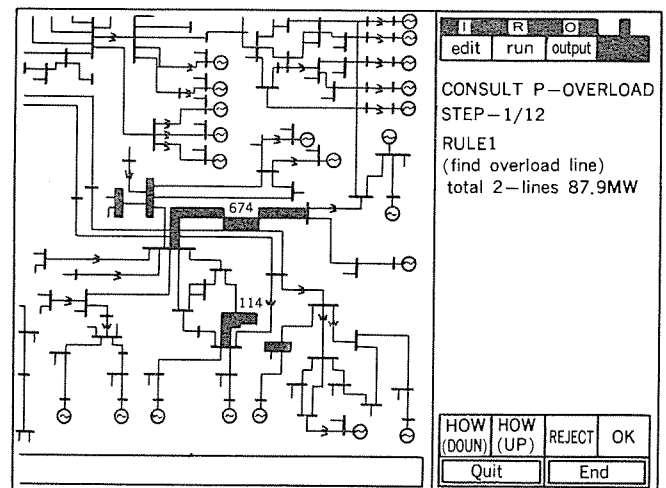 I R O
edit run output
CONSULT P-OVERLOAD
STEP-1/12
RULE1
(find overload line)
total 2-lines 87.9MW
674
114
HOW (DOUN) HOW (UP) REJECT OK
Quit End